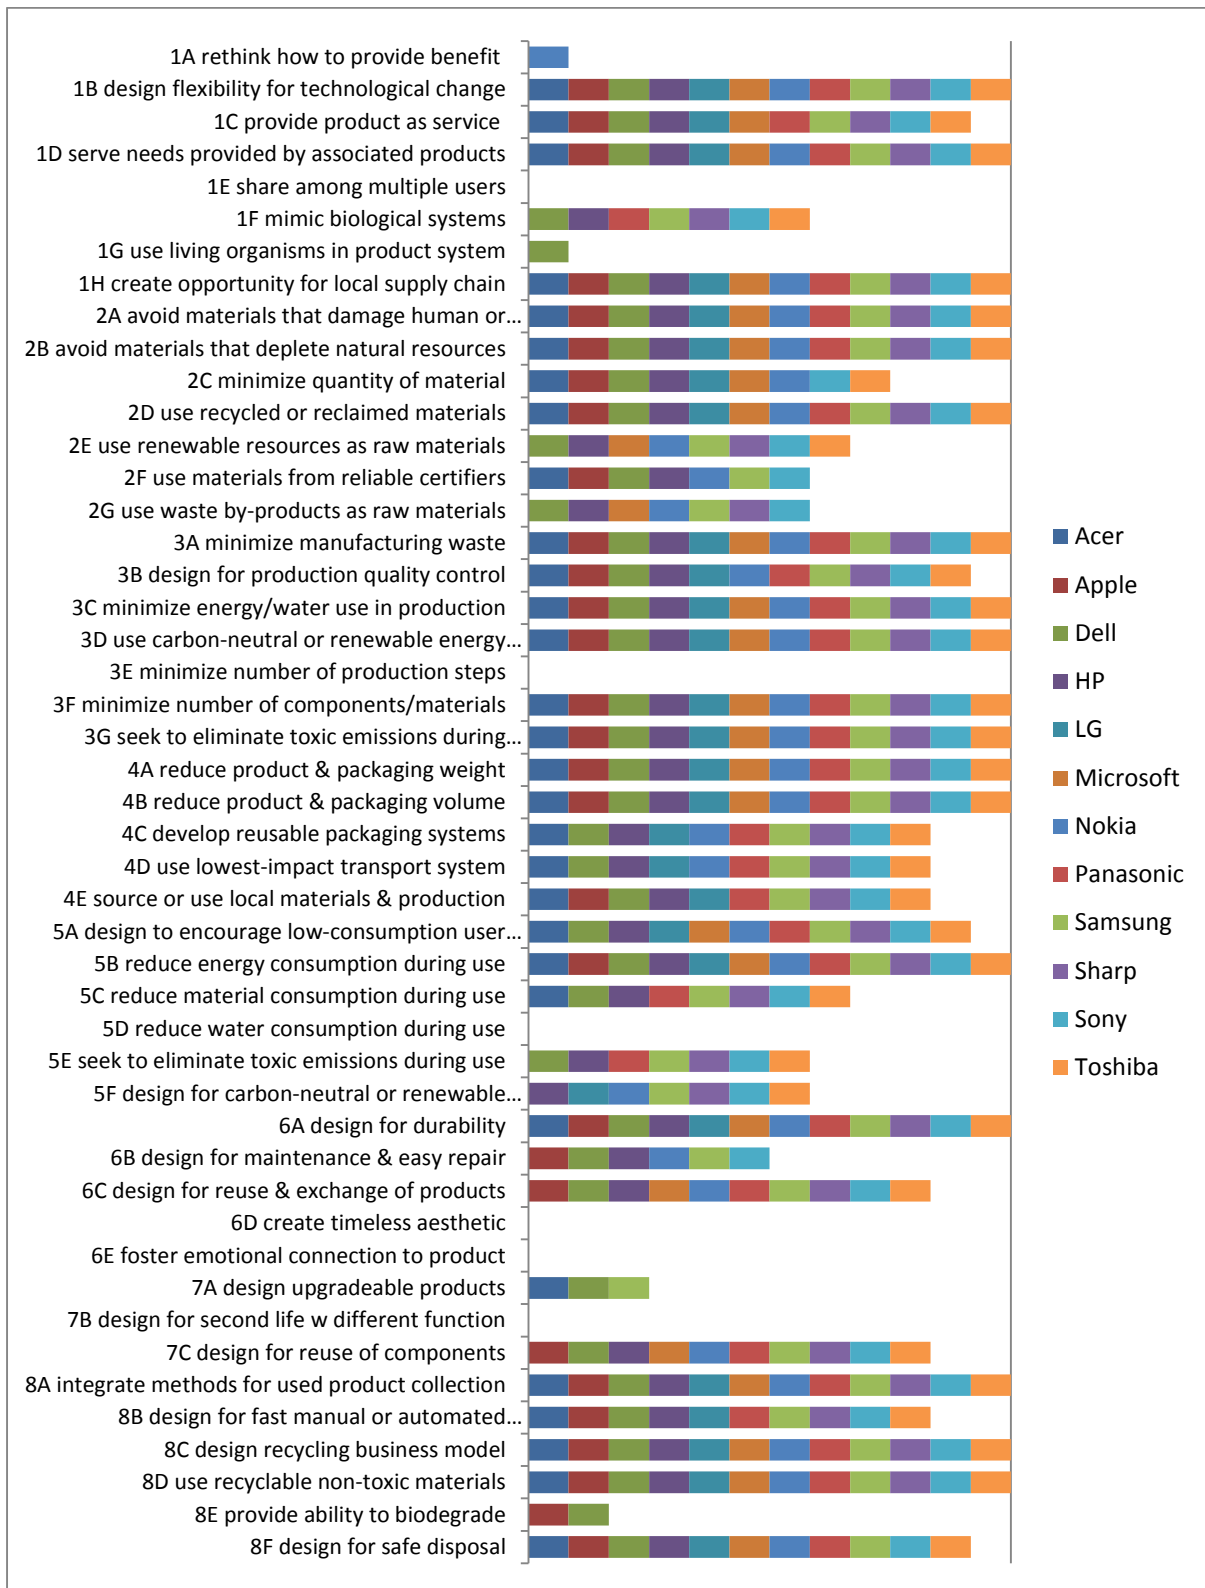 1A rethink how to provide benefit
1B design flexibility for technological change
1C provide product as service
1D serve needs provided by associated products
1E share among multiple users
1F mimic biological systems
1G use living organisms in product system
1H create opportunity for local supply chain
2A avoid materials that damage human or...
2B avoid materials that deplete natural resources
2C minimize quantity of material
2D use recycled or reclaimed materials
2E use renewable resources as raw materials
2F use materials from reliable certifiers
2G use waste by-products as raw materials
3A minimize manufacturing waste
3B design for production quality control
3C minimize energy/water use in production
3D use carbon-neutral or renewable energy...
3E minimize number of production steps
3F minimize number of components/materials
3G seek to eliminate toxic emissions during...
4A reduce product & packaging weight
4B reduce product & packaging volume
4C develop reusable packaging systems
4D use lowest-impact transport system
4E source or use local materials & production
5A design to encourage low-consumption user...
5B reduce energy consumption during use
5C reduce material consumption during use
5D reduce water consumption during use
5E seek to eliminate toxic emissions during use
5F design for carbon-neutral or renewable...
6A design for durability
6B design for maintenance & easy repair
6C design for reuse & exchange of products
6D create timeless aesthetic
6E foster emotional connection to product
7A design upgradeable products
7B design for second life w different function
7C design for reuse of components
8A integrate methods for used product collection
8B design for fast manual or automated...
8C design recycling business model
8D use recyclable non-toxic materials
8E provide ability to biodegrade
8F design for safe disposal
Acer
Apple
Dell
HP
LG
Microsoft
Nokia
Panasonic
Samsung
Sharp
Sony
Toshiba